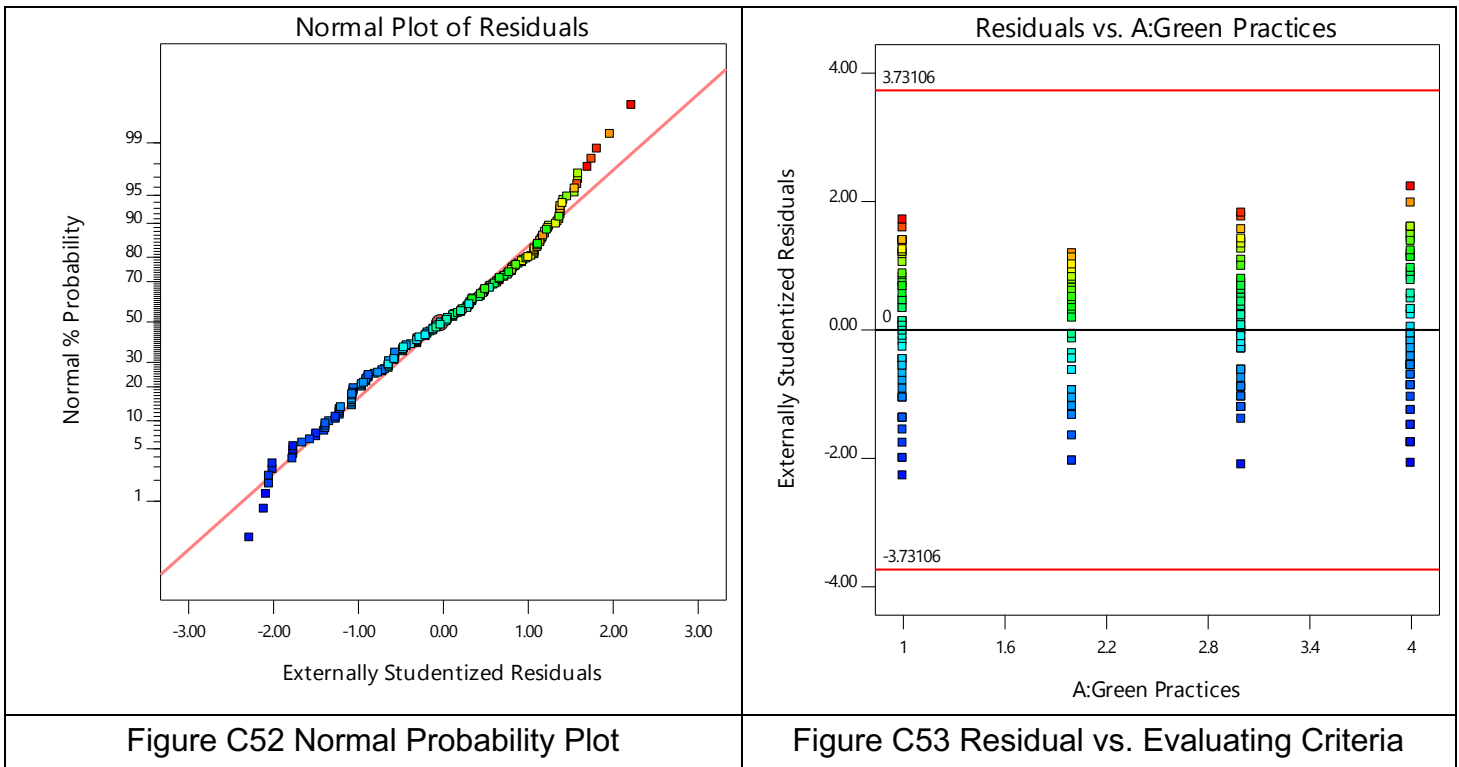 Normal Plot of Residuals
Normal % Probability
99
95
90
80
70
50
30
20
10
5
1
-3.00 -2.00 -1.00 0.00 1.00 2.00 3.00
Externally Studentized Residuals
Figure C52 Normal Probability Plot
Residuals vs. A:Green Practices
Externally Studentized Residuals
4.00
3.73106
2.00
0.00
0
-2.00
-3.73106
-4.00
1 1.6 2.2 2.8 3.4 4
A:Green Practices
Figure C53 Residual vs. Evaluating Criteria